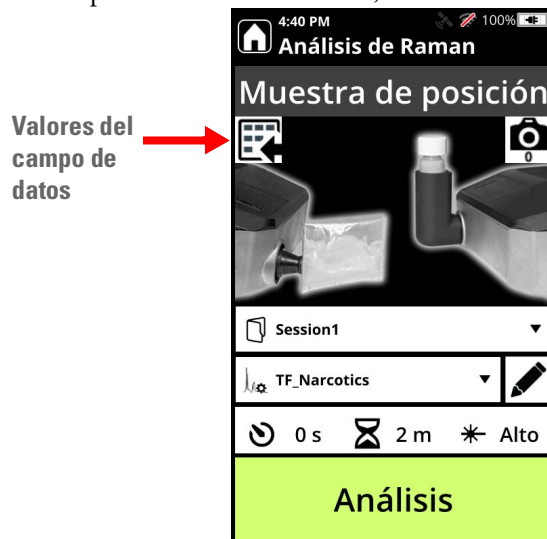 4:40 PM
100%
Análisis de Raman
Muestra de posición
Valores del
campo de
datos
0
Session1
TF_Narcotics
0 s
2 m
Alto
Análisis